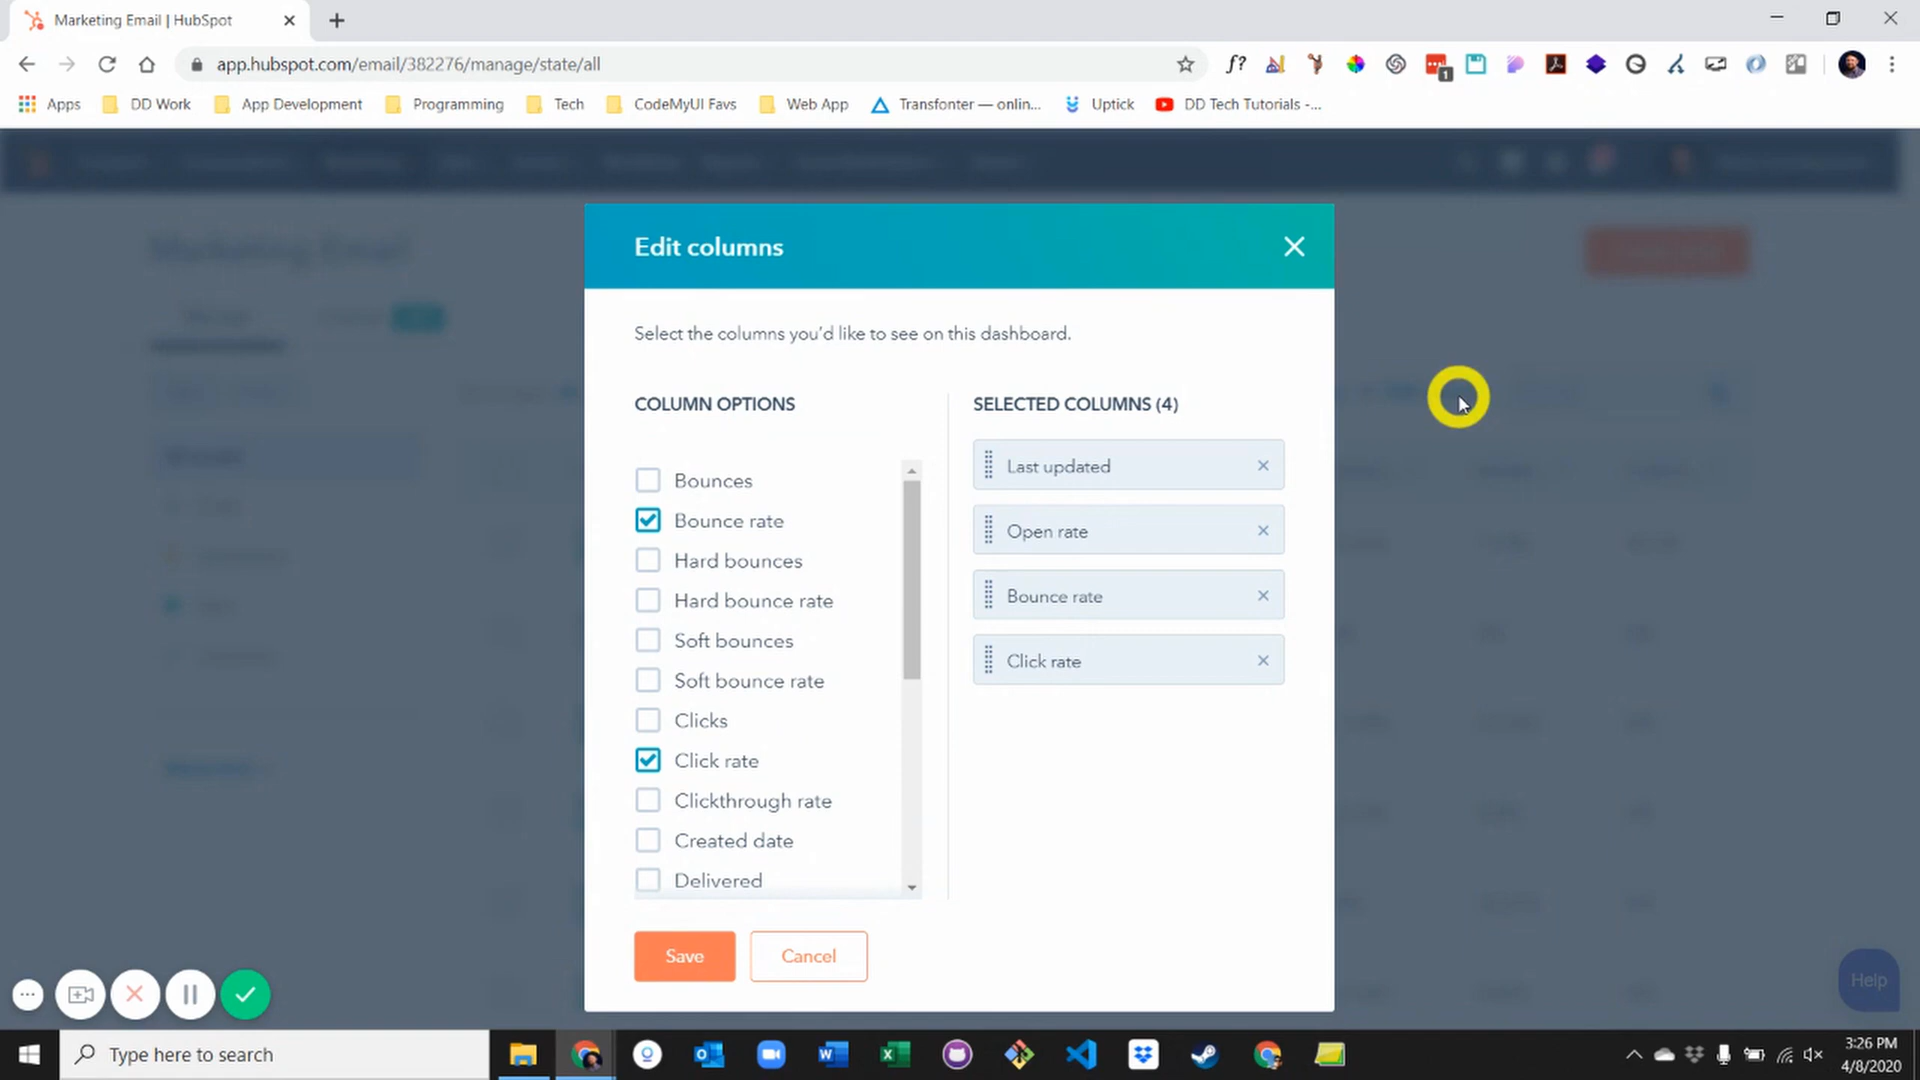 Marketing Email | HubSpot
app.hubspot.com/email/382276/manage/state/all
f?
1
Apps
DD Work
App Development
Programming
Tech
CodeMyUI Favs
Web App
Transfonter — onlin...
Uptick
DD Tech Tutorials -...
Marketing Email
Edit columns
Select the columns you'd like to see on this dashboard.
COLUMN OPTIONS
Bounces
Bounce rate
Hard bounces
Hard bounce rate
Soft bounces
Soft bounce rate
Clicks
Click rate
Clickthrough rate
Created date
Delivered
SELECTED COLUMNS (4)
Last updated
Open rate
Bounce rate
Click rate
Save
Cancel
Help
Type here to search
3:26 PM
4/8/2020